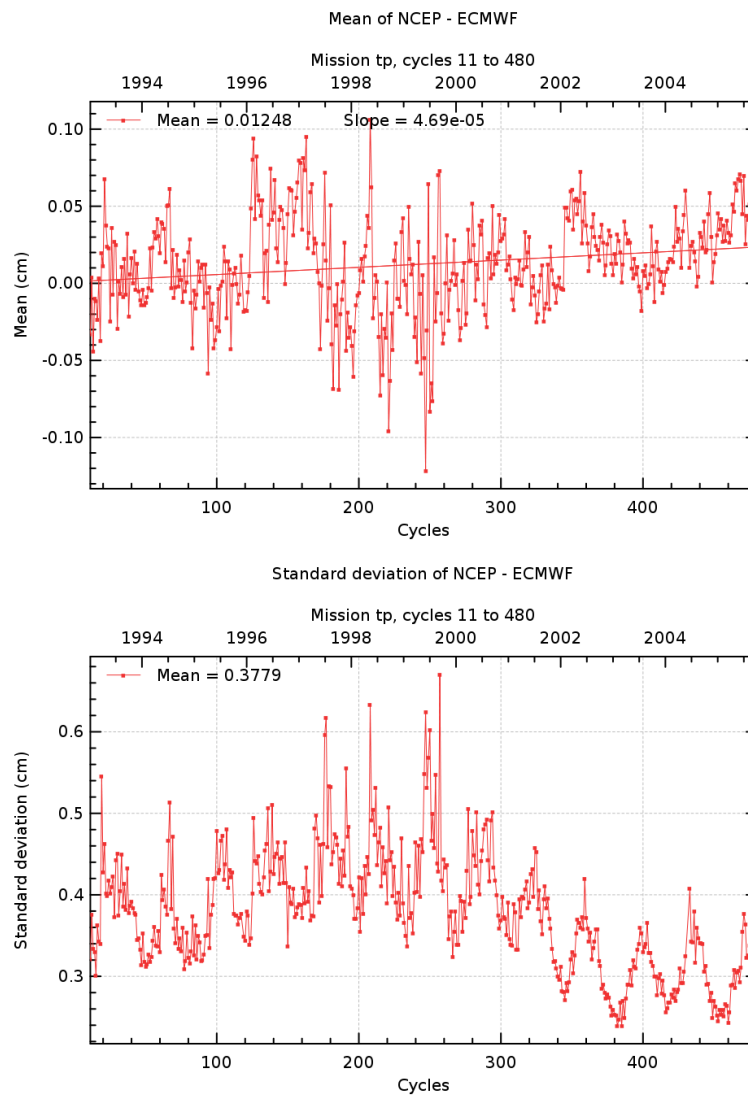 Mean of NCEP - ECMWF
Mission tp, cycles 11 to 480
1994 1996 1998 2000 2002 2004
Mean = 0.01248 Slope = 4.69e-05
0.10
0.05
0.00
-0.05
-0.10
Mean (cm)
100 200 300 400
Cycles
Standard deviation of NCEP - ECMWF
Mission tp, cycles 11 to 480
1994 1996 1998 2000 2002 2004
Mean = 0.3779
0.6
0.5
0.4
0.3
Standard deviation (cm)
100 200 300 400
Cycles